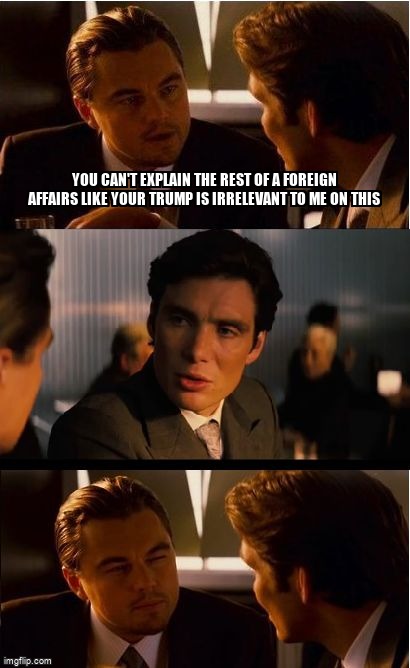 YOU CAN'T EXPLAIN THE REST OF A FOREIGN
AFFAIRS LIKE YOUR TRUMP IS IRRELEVANT TO ME ON THIS
imgflip.com